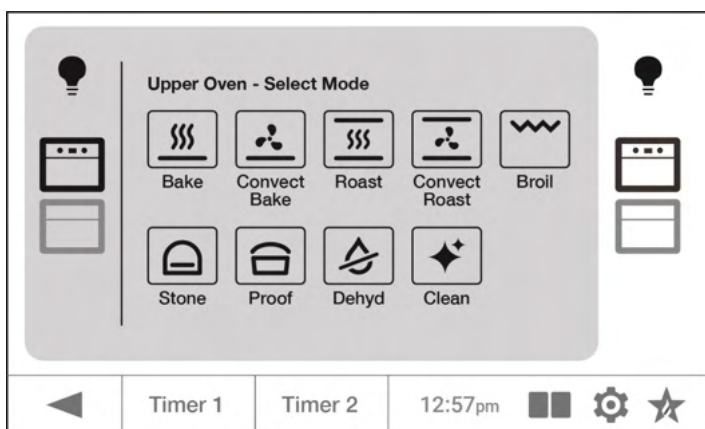 Upper Oven - Select Mode
Bake
Convect
Bake
Roast
Convect
Roast
Broil
Stone
Proof
Dehyd
Clean
Timer 1
Timer 2
12:57pm